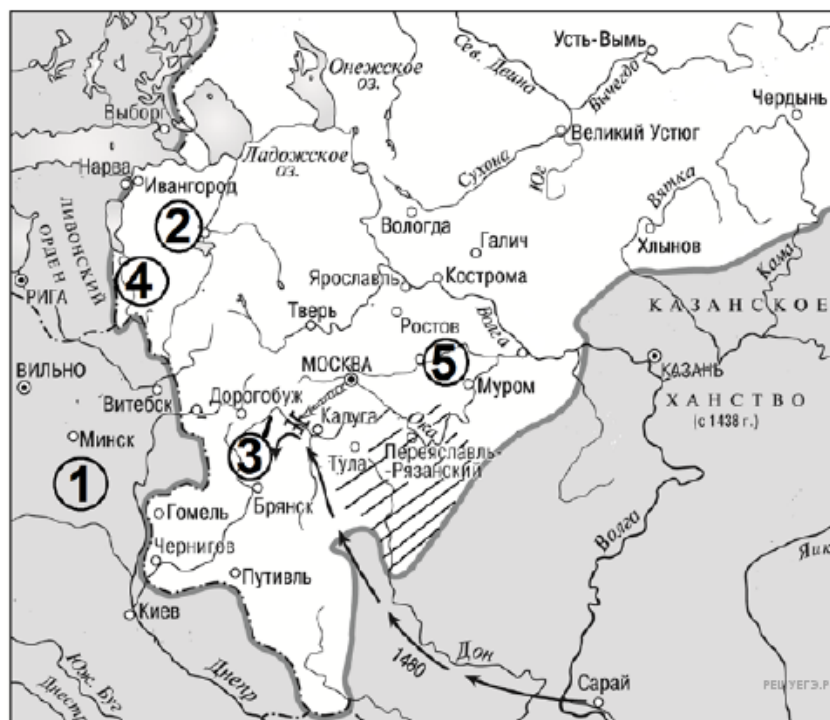 Усть-Вымь
Сев. Двина
Вычегдо
Онежское
оз.
Чердынь
Выборг
Великий Устюг
Ладожское
оз.
Сухона
Юг
Нарва
Ивангород
Вятка
2
Вологда
Галич
Хлынов
ЛИВОНСКИЙ
ОРДЕН
4
РИГА
Ярославль
Кострома
Кама
КАЗАНСКОЕ
Тверь
Ростов
Волга
5
МОСКВА
КАЗАНЬ
ВИЛЬНО
Витебск
Дорогобуж
Муром
ХАНСТВО
(с 1438 г.)
Калуга
Ока
Минск
3
Тула
Переяславль-
-Рязанский
1
Брянск
Гомель
Чернигов
Волга
Яик
Путивль
Киев
Дон
1480
Юж. Буг
Днестр
Днепр
Сарай
РЕШУЕГЭ.Р